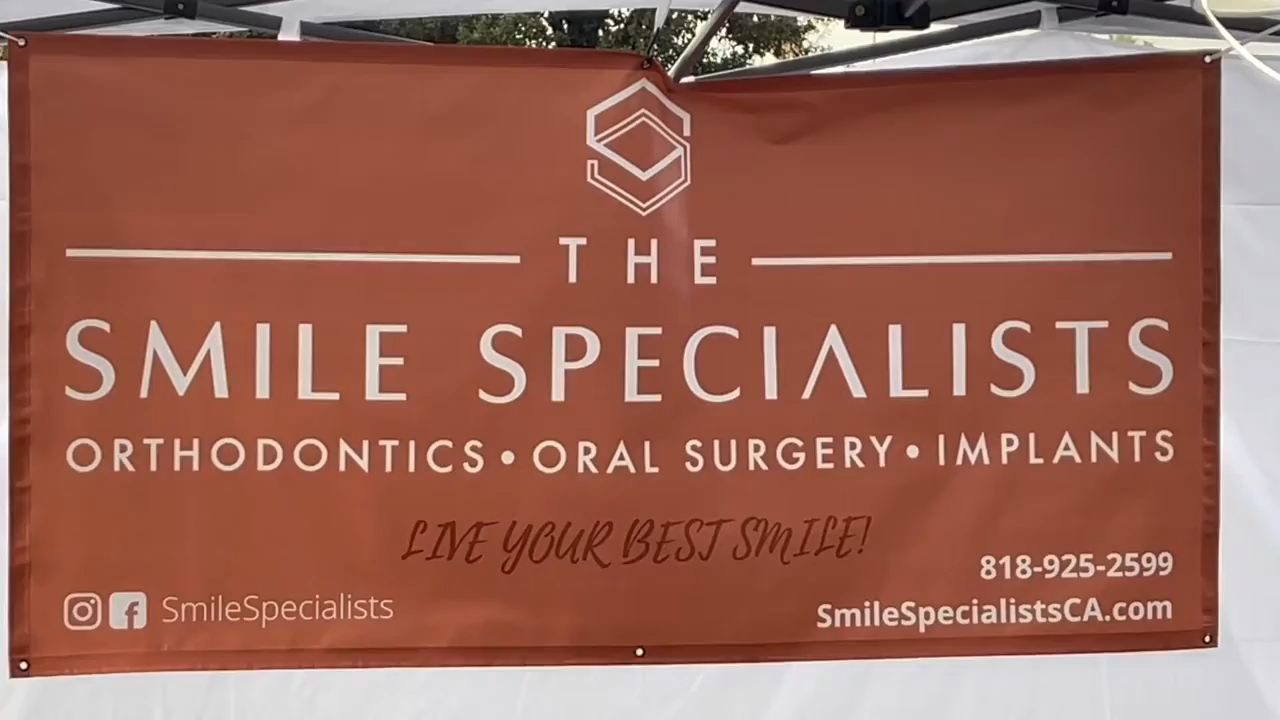 THE
SMILE SPECIALISTS
ORTHODONTICS • ORAL SURGERY • IMPLANTS
LIVE YOUR BEST SMILE!
818-925-2599
SmileSpecialists
SmileSpecialistsCA.com